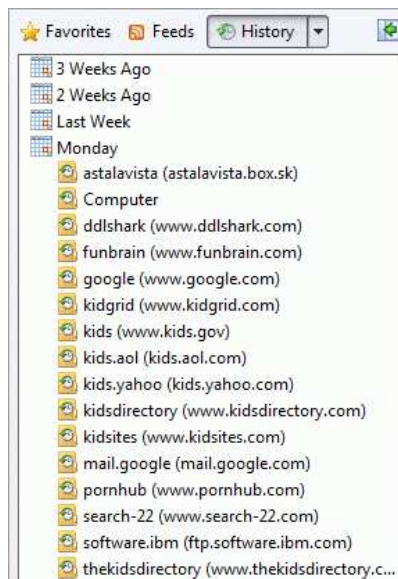 Favorites Feeds History
3 Weeks Ago
2 Weeks Ago
Last Week
Monday
astalavista (astalavista.box.sk)
Computer
ddlshark (www.ddlshark.com)
funbrain (www.funbrain.com)
google (www.google.com)
kidgrid (www.kidgrid.com)
kids (www.kids.gov)
kids.aol (kids.aol.com)
kids.yahoo (kids.yahoo.com)
kidsdirectory (www.kidsdirectory.com)
kidsites (www.kidsites.com)
mail.google (mail.google.com)
pornhub (www.pornhub.com)
search-22 (www.search-22.com)
software.ibm (ftp.software.ibm.com)
thekidsdirectory (www.thekidsdirectory.c...